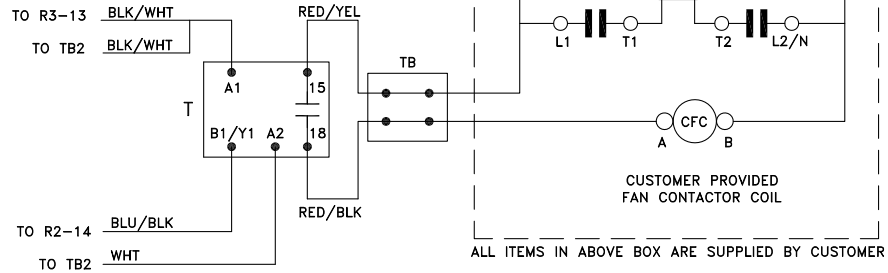 TO R3-13 BLK/WHT
TO TB2 BLK/WHT
RED/YEL
T
A1 15
B1/Y1 A2 18
RED/BLK
TO R2-14 BLU/BLK
TO TB2 WHT
TB
L1 T1 T2 L2/N
CFC
A B
CUSTOMER PROVIDED
FAN CONTACTOR COIL
ALL ITEMS IN ABOVE BOX ARE SUPPLIED BY CUSTOMER